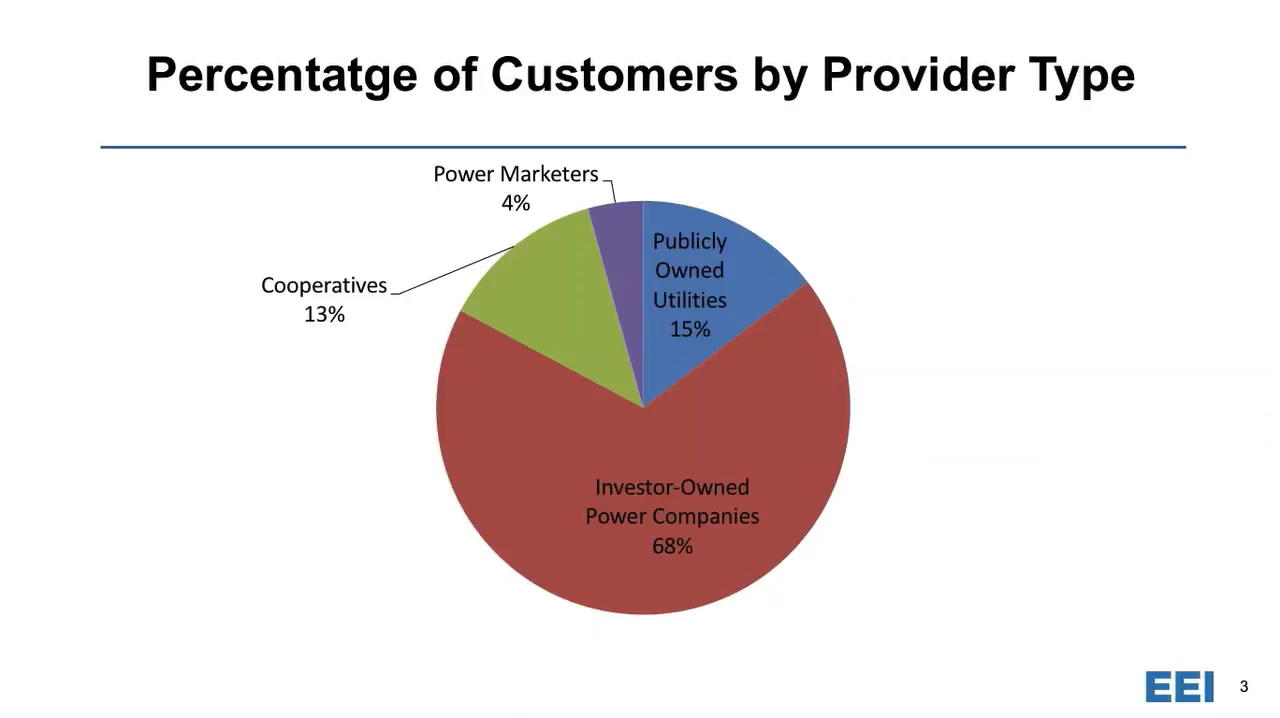 Percentatge of Customers by Provider Type
Power Marketers
4%
Publicly
Owned
Utilities
15%
Cooperatives
13%
Investor-Owned
Power Companies
68%
EEI
3